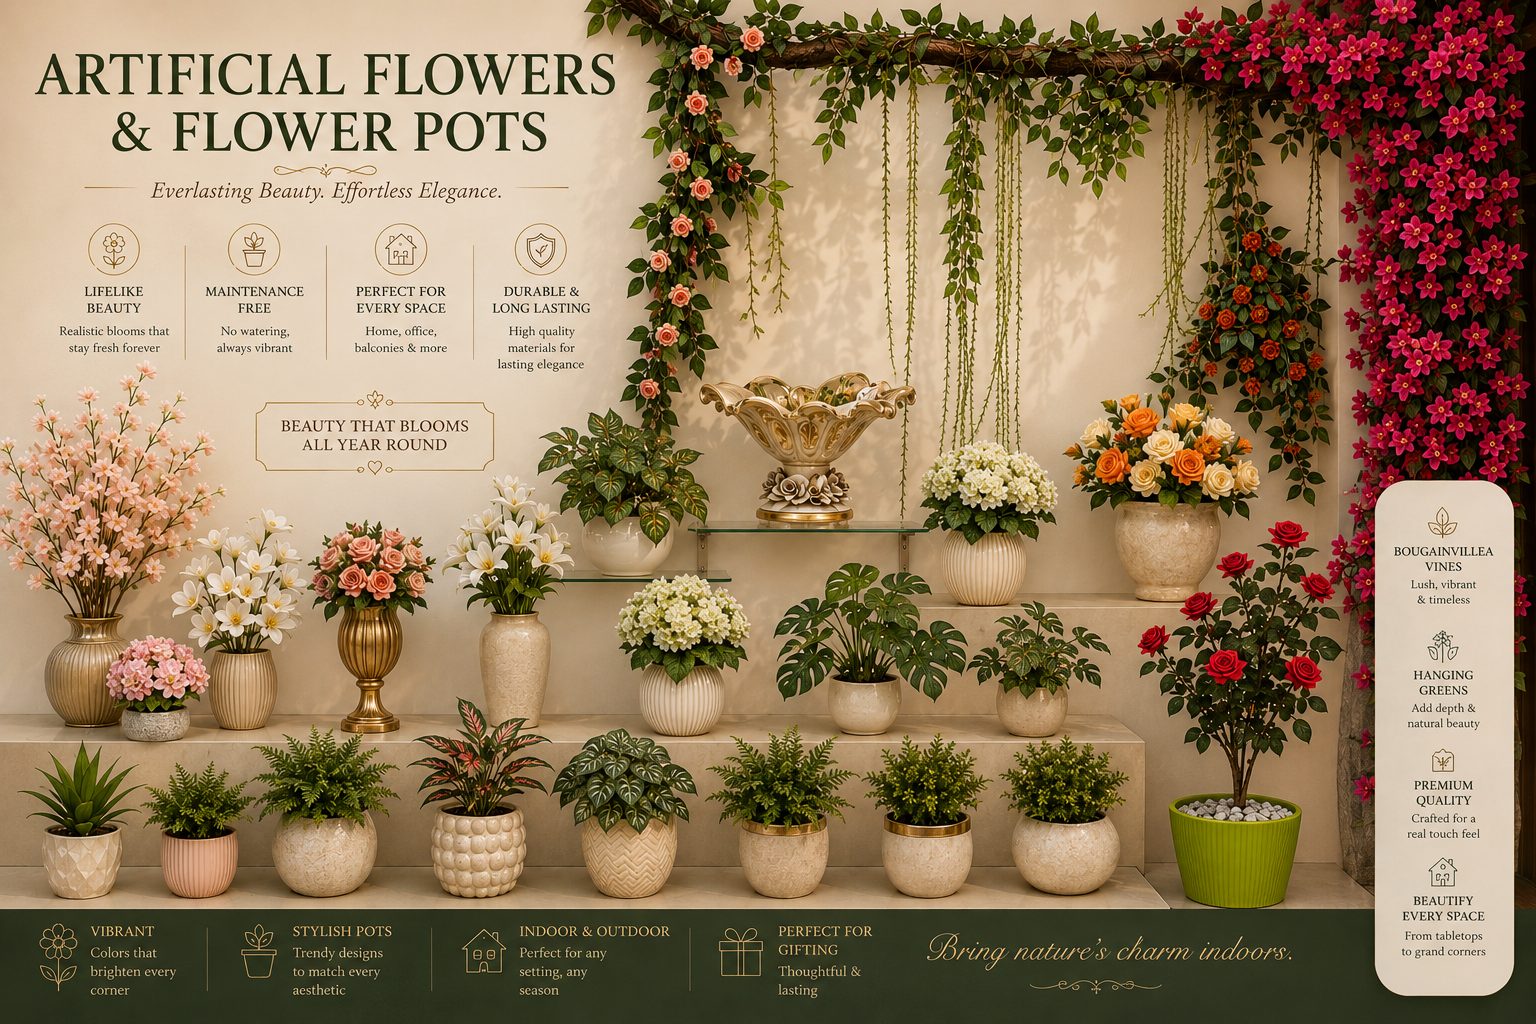 ARTIFICIAL FLOWERS
& FLOWER POTS
Everlasting Beauty. Effortless Elegance.
LIFELIKE
BEAUTY
Realistic blooms that
stay fresh forever
MAINTENANCE
FREE
No watering,
always vibrant
PERFECT FOR
EVERY SPACE
Home, office,
balconies & more
DURABLE &
LONG LASTING
High quality
materials for
lasting elegance
BEAUTY THAT BLOOMS
ALL YEAR ROUND
BOUGAINVILLEA
VINES
Lush, vibrant
& timeless
HANGING
GREENS
Add depth &
natural beauty
PREMIUM
QUALITY
Crafted for a
real touch feel
BEAUTIFY
EVERY SPACE
From tabletops
to grand corners
VIBRANT
Colors that
brighten every
corner
STYLISH POTS
Trendy designs
to match every
aesthetic
INDOOR & OUTDOOR
Perfect for any
setting, any
season
PERFECT FOR
GIFTING
Thoughtful &
lasting
Bring nature's charm indoors.